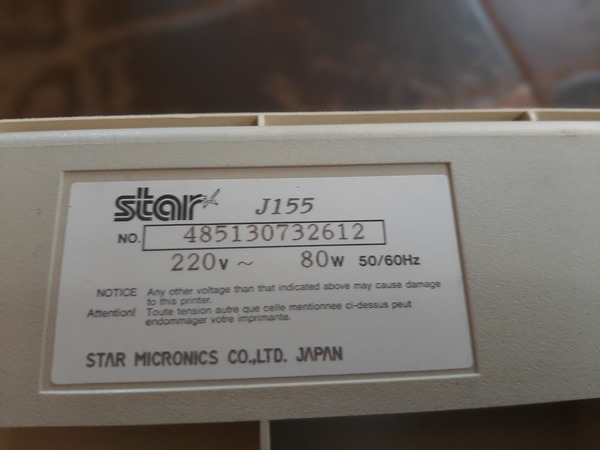 star J155
NO. 485130732612
220V ~ 80W 50/60Hz
NOTICE Any other voltage than that indicated above may cause damage
to this printer.
Attention! Toute tension autre que celle mentionnee ci-dessus peut
endommager votre imprimante.
STAR MICRONICS CO.,LTD. JAPAN